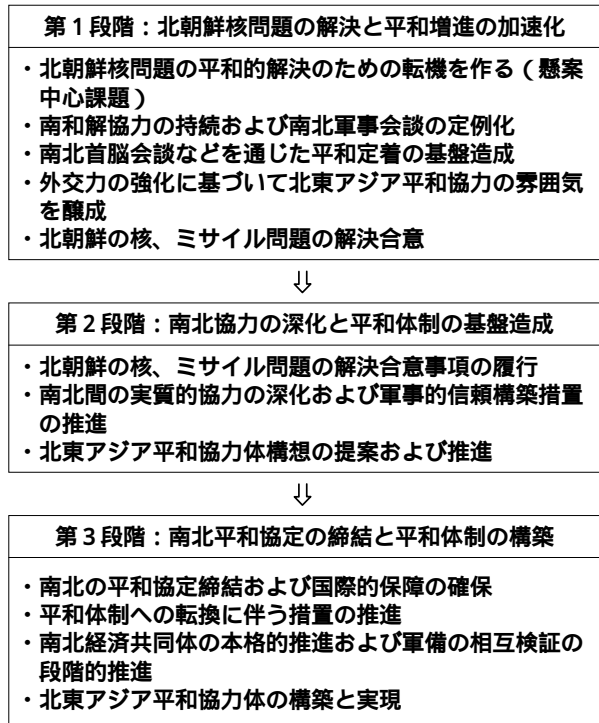 第１段階：北朝鮮核問題の解決と平和増進の加速化
・北朝鮮核問題の平和的解決のための転機を作る（懸案
中心課題）
・南和解協力の持続および南北軍事会談の定例化
・南北首脳会談などを通じた平和定着の基盤造成
・外交力の強化に基づいて北東アジア平和協力の雰囲気
を醸成
・北朝鮮の核、ミサイル問題の解決合意
⇓
第２段階：南北協力の深化と平和体制の基盤造成
・北朝鮮の核、ミサイル問題の解決合意事項の履行
・南北間の実質的協力の深化および軍事的信頼構築措置
の推進
・北東アジア平和協力体構想の提案および推進
⇓
第３段階：南北平和協定の締結と平和体制の構築
・南北の平和協定締結および国際的保障の確保
・平和体制への転換に伴う措置の推進
・南北経済共同体の本格的推進および軍備の相互検証の
段階的推進
・北東アジア平和協力体の構築と実現